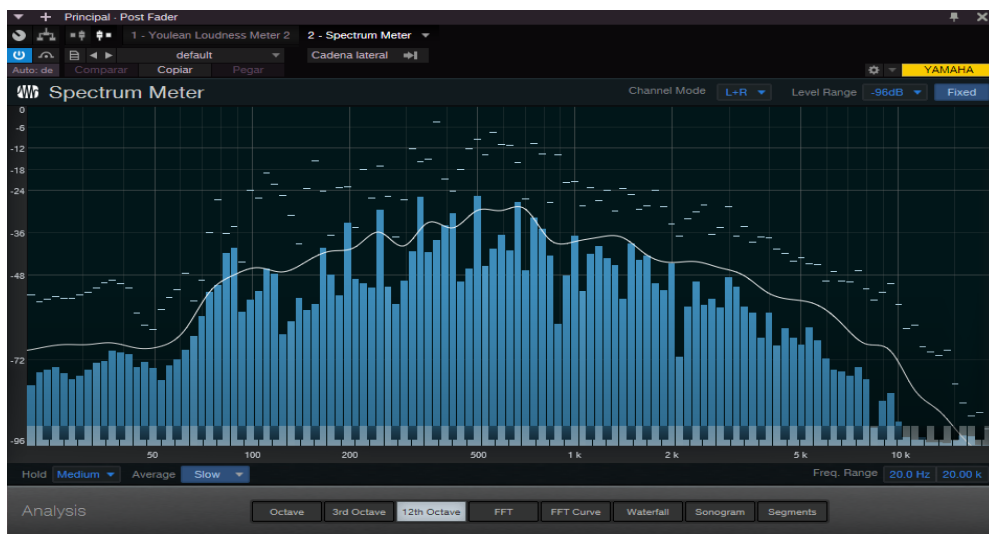 Principal - Post Fader
1 - Youlean Loudness Meter 2 2 - Spectrum Meter
default Cadena lateral
Auto: de Comparar Copiar Pegar YAMAHA
Spectrum Meter Channel Mode L+R Level Range -96dB Fixed
0
-6
-12
-18
-24
-36
-48
-72
-96
50 100 200 500 1 k 2 k 5 k 10 k
Hold Medium Average Slow Freq. Range 20.0 Hz 20.00 k
Analysis Octave 3rd Octave 12th Octave FFT FFT Curve Waterfall Sonogram Segments